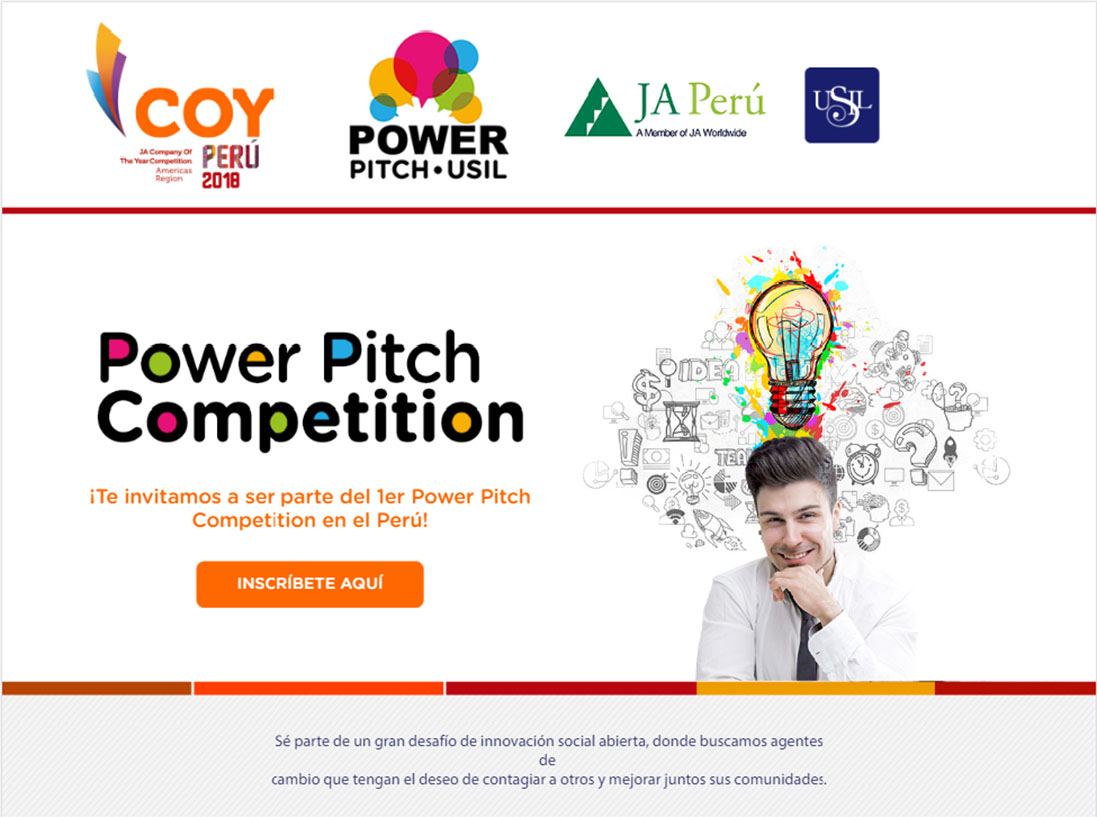 COY
JA Company Of
The Year Competition
Americas
Region
PERÚ
2018
POWER
PITCH•USIL
JA Perú
A Member of JA Worldwide
USIL
Power Pitch
Competition
¡Te invitamos a ser parte del 1er Power Pitch
Competition en el Perú!
INSCRÍBETE AQUÍ
IDEA
TEA
Sé parte de un gran desafío de innovación social abierta, donde buscamos agentes
de
cambio que tengan el deseo de contagiar a otros y mejorar juntos sus comunidades.